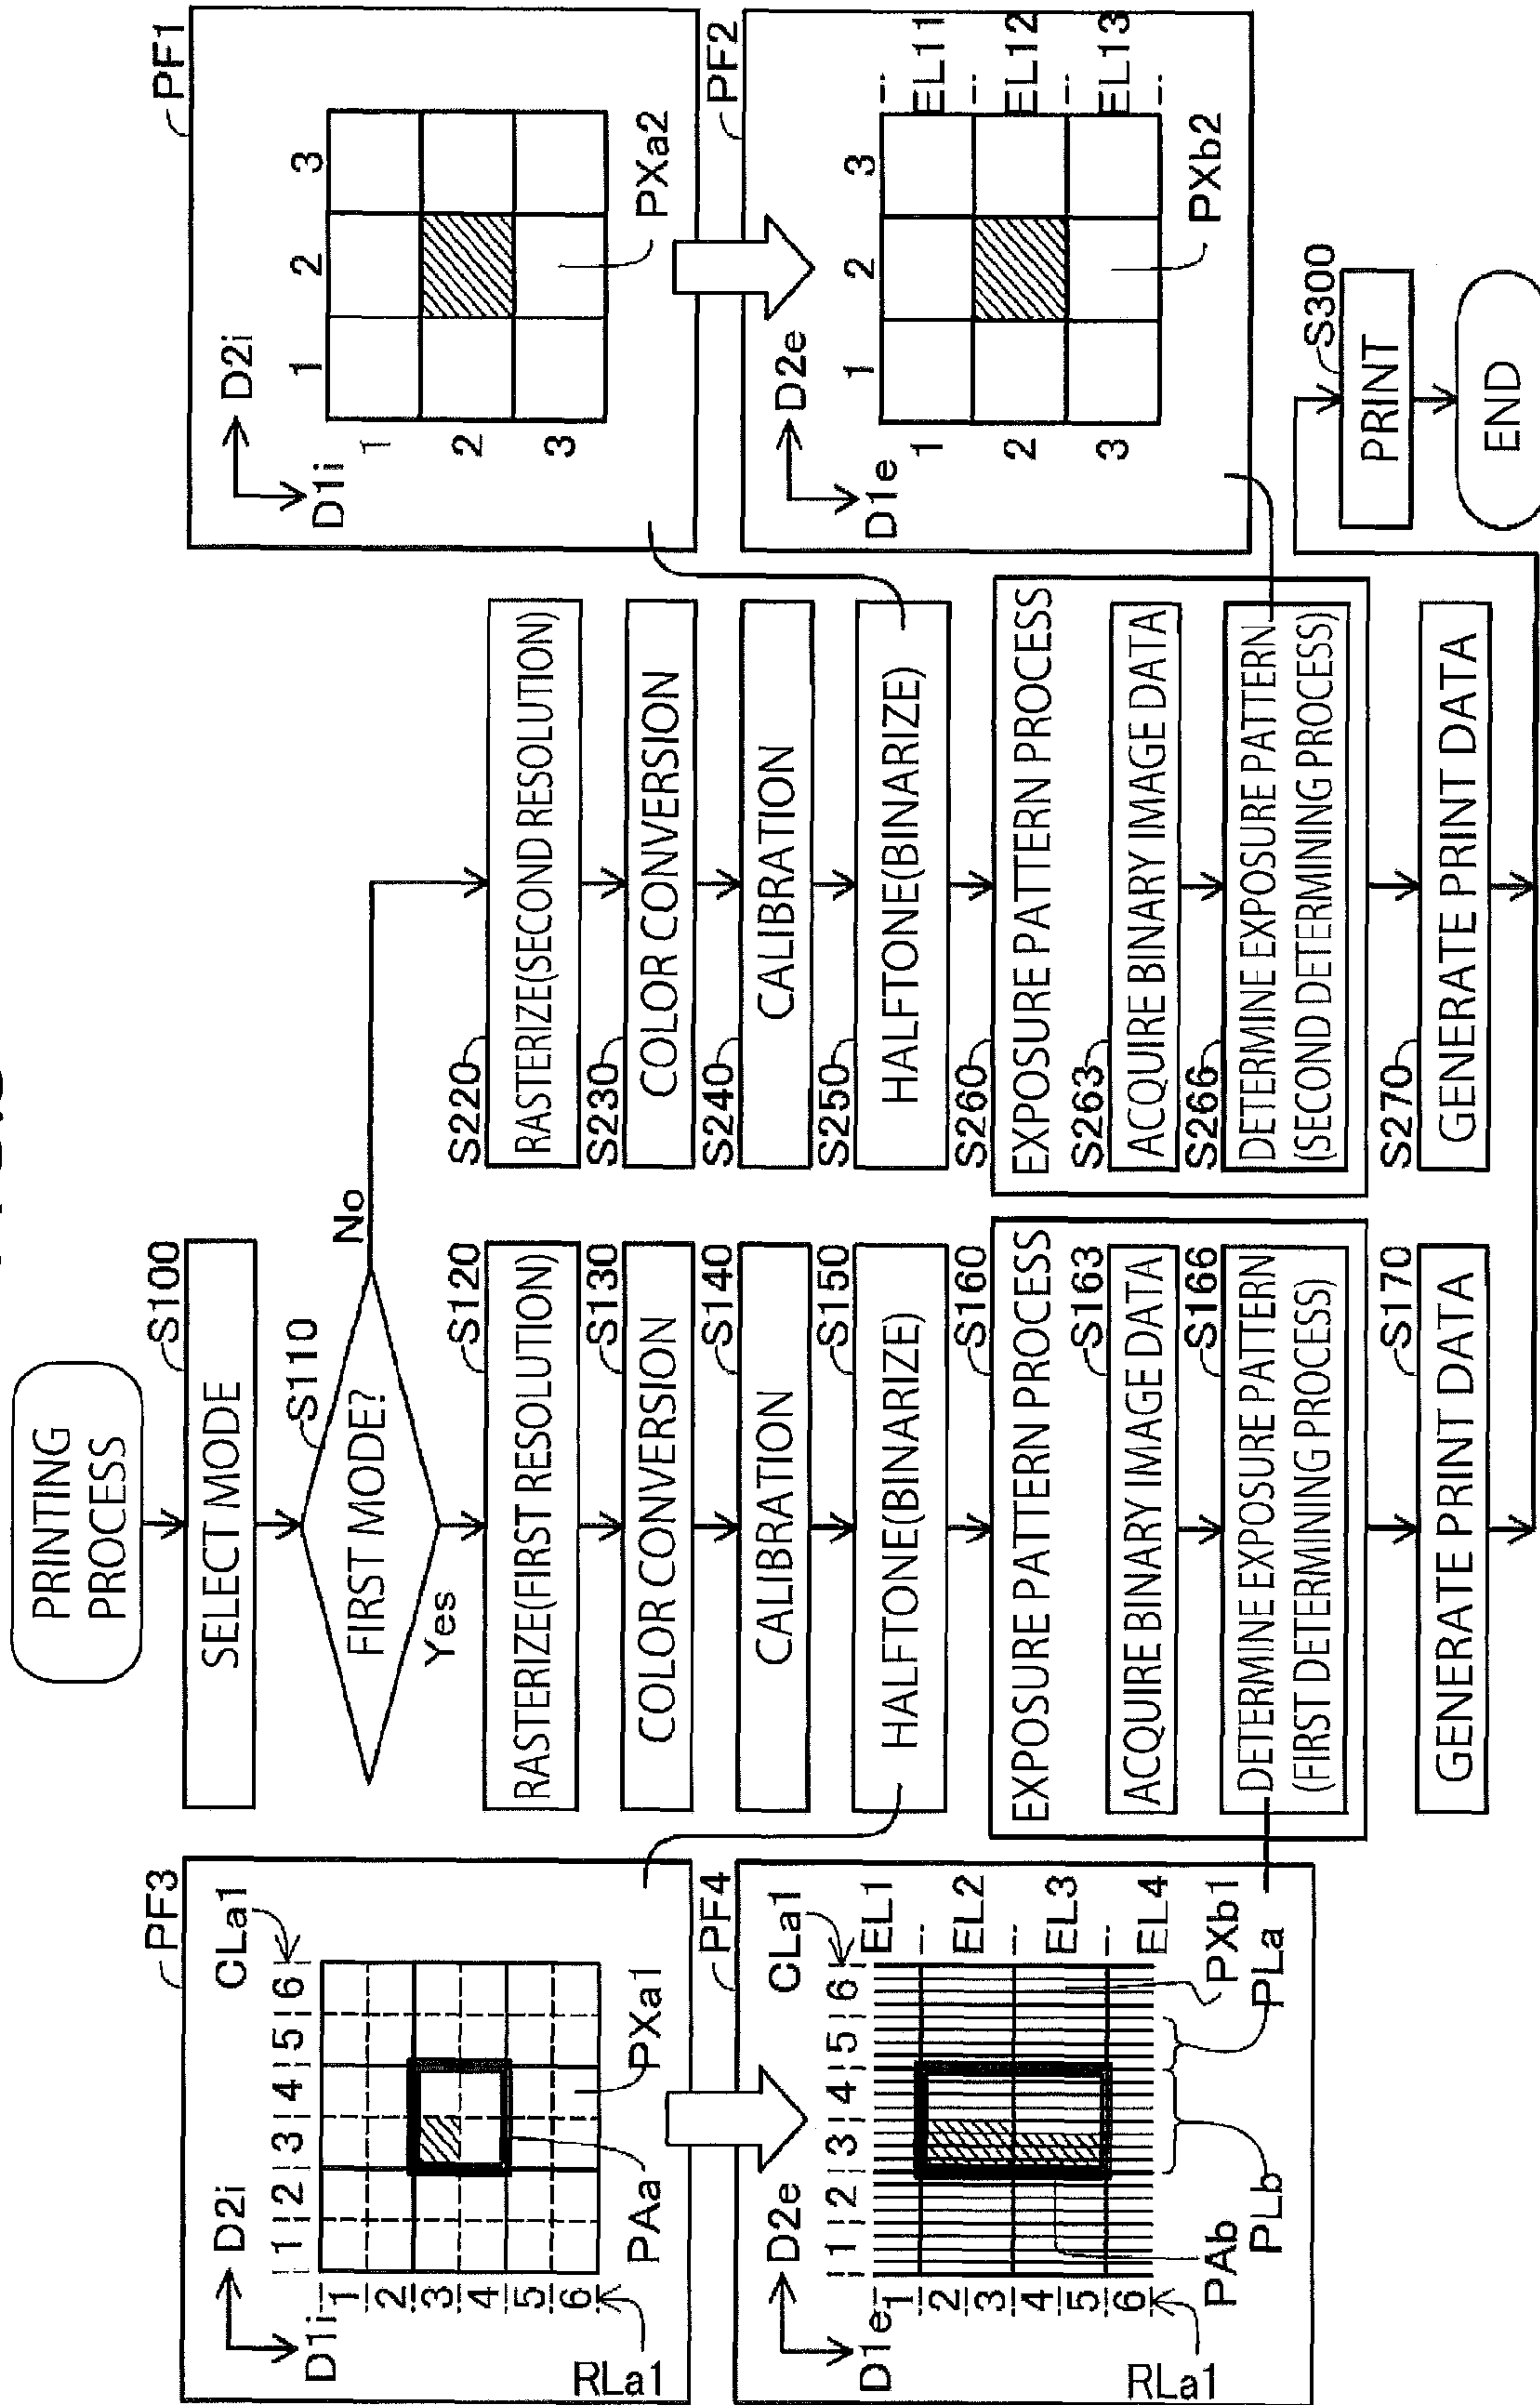 PRINTING
PROCESS
S100
SELECT MODE
S110
FIRST MODE?
Yes
No
S120
RASTERIZE(FIRST RESOLUTION)
S130
COLOR CONVERSION
S140
CALIBRATION
S150
HALFTONE(BINARIZE)
S160
EXPOSURE PATTERN PROCESS
S163
ACQUIRE BINARY IMAGE DATA
S166
DETERMINE EXPOSURE PATTERN
(FIRST DETERMINING PROCESS)
S170
GENERATE PRINT DATA
S220
RASTERIZE(SECOND RESOLUTION)
S230
COLOR CONVERSION
S240
CALIBRATION
S250
HALFTONE(BINARIZE)
S260
EXPOSURE PATTERN PROCESS
S263
ACQUIRE BINARY IMAGE DATA
S266
DETERMINE EXPOSURE PATTERN
(SECOND DETERMINING PROCESS)
S270
GENERATE PRINT DATA
S300
PRINT
END
PF3
D2i
CLa1
1 2 3 4 5 6
D1i
1
2
3
4
5
6
RLa1
PAa
PXa1
PF4
D2e
CLa1
1 2 3 4 5 6
D1e
1
2
3
4
5
6
EL1
EL2
EL3
EL4
RLa1
PAb
PLb
PXb1
PLa
PF1
D2i
1 2 3
D1i
1
2
3
PXa2
PF2
D2e
1 2 3
D1e
1
2
3
EL11
EL12
EL13
PXb2